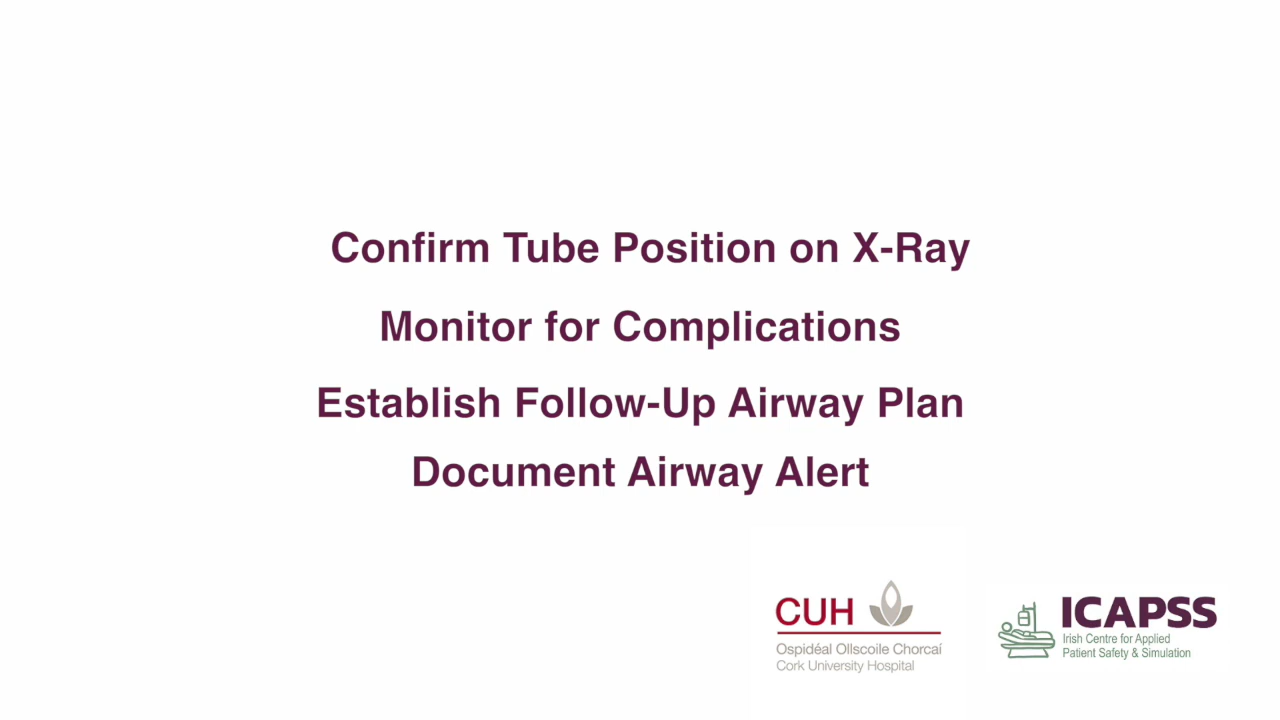 Confirm Tube Position on X-Ray
Monitor for Complications
Establish Follow-Up Airway Plan
Document Airway Alert
CUH
Ospidéal Ollscoile Chorcaí
Cork University Hospital
ICAPSS
Irish Centre for Applied
Patient Safety & Simulation